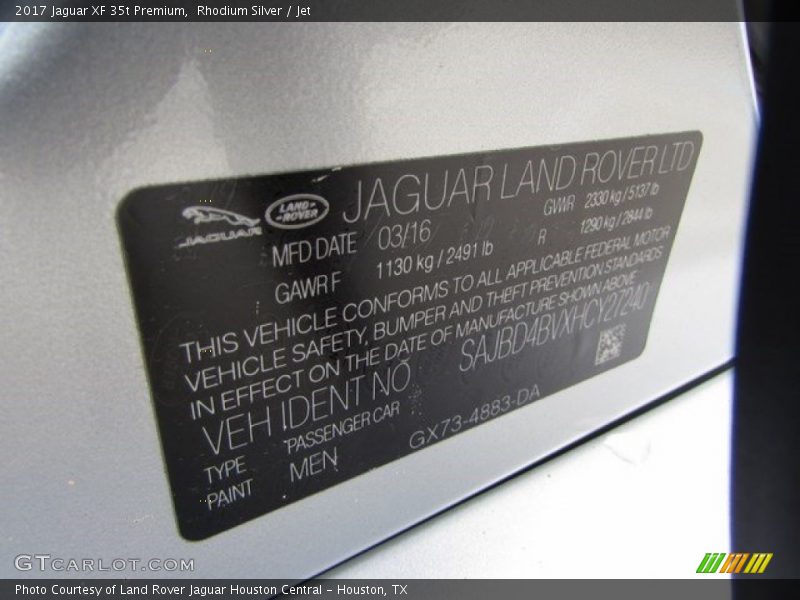 2017 Jaguar XF 35t Premium, Rhodium Silver / Jet
JAGUAR
LAND-
-ROVER
JAGUAR LAND ROVER LTD
MFD DATE 03/16 GVWR 2330 kg / 5137 lb
GAWR F 1130 kg / 2491 lb R 1290 kg / 2844 lb
THIS VEHICLE CONFORMS TO ALL APPLICABLE FEDERAL MOTOR
VEHICLE SAFETY, BUMPER AND THEFT PREVENTION STANDARDS
IN EFFECT ON THE DATE OF MANUFACTURE SHOWN ABOVE
VEH IDENT NO SAJBD4BVXHCY27240
TYPE PASSENGER CAR
PAINT MEN GX73-4883-DA
GTCARLOT.COM
Photo Courtesy of Land Rover Jaguar Houston Central - Houston, TX